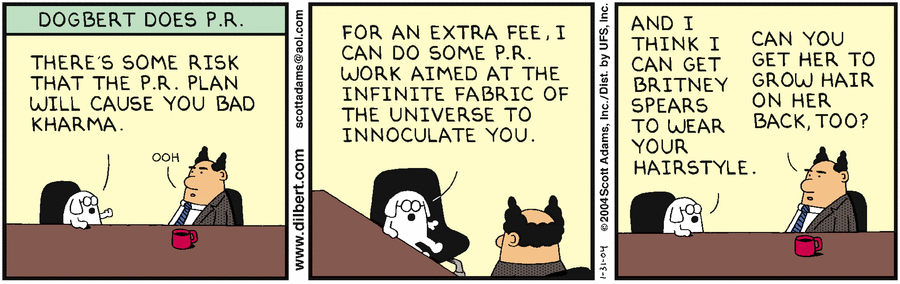 DOGBERT DOES P.R.
THERE'S SOME RISK
THAT THE P.R. PLAN
WILL CAUSE YOU BAD
KHARMA.
OOH
www.dilbert.com scottadams@aol.com
FOR AN EXTRA FEE, I
CAN DO SOME P.R.
WORK AIMED AT THE
INFINITE FABRIC OF
THE UNIVERSE TO
INNOCULATE YOU.
1-31-04 ©2004 Scott Adams, Inc./Dist. by UFS, Inc.
AND I
THINK I
CAN GET
BRITNEY
SPEARS
TO WEAR
YOUR
HAIRSTYLE.
CAN YOU
GET HER TO
GROW HAIR
ON HER
BACK, TOO?